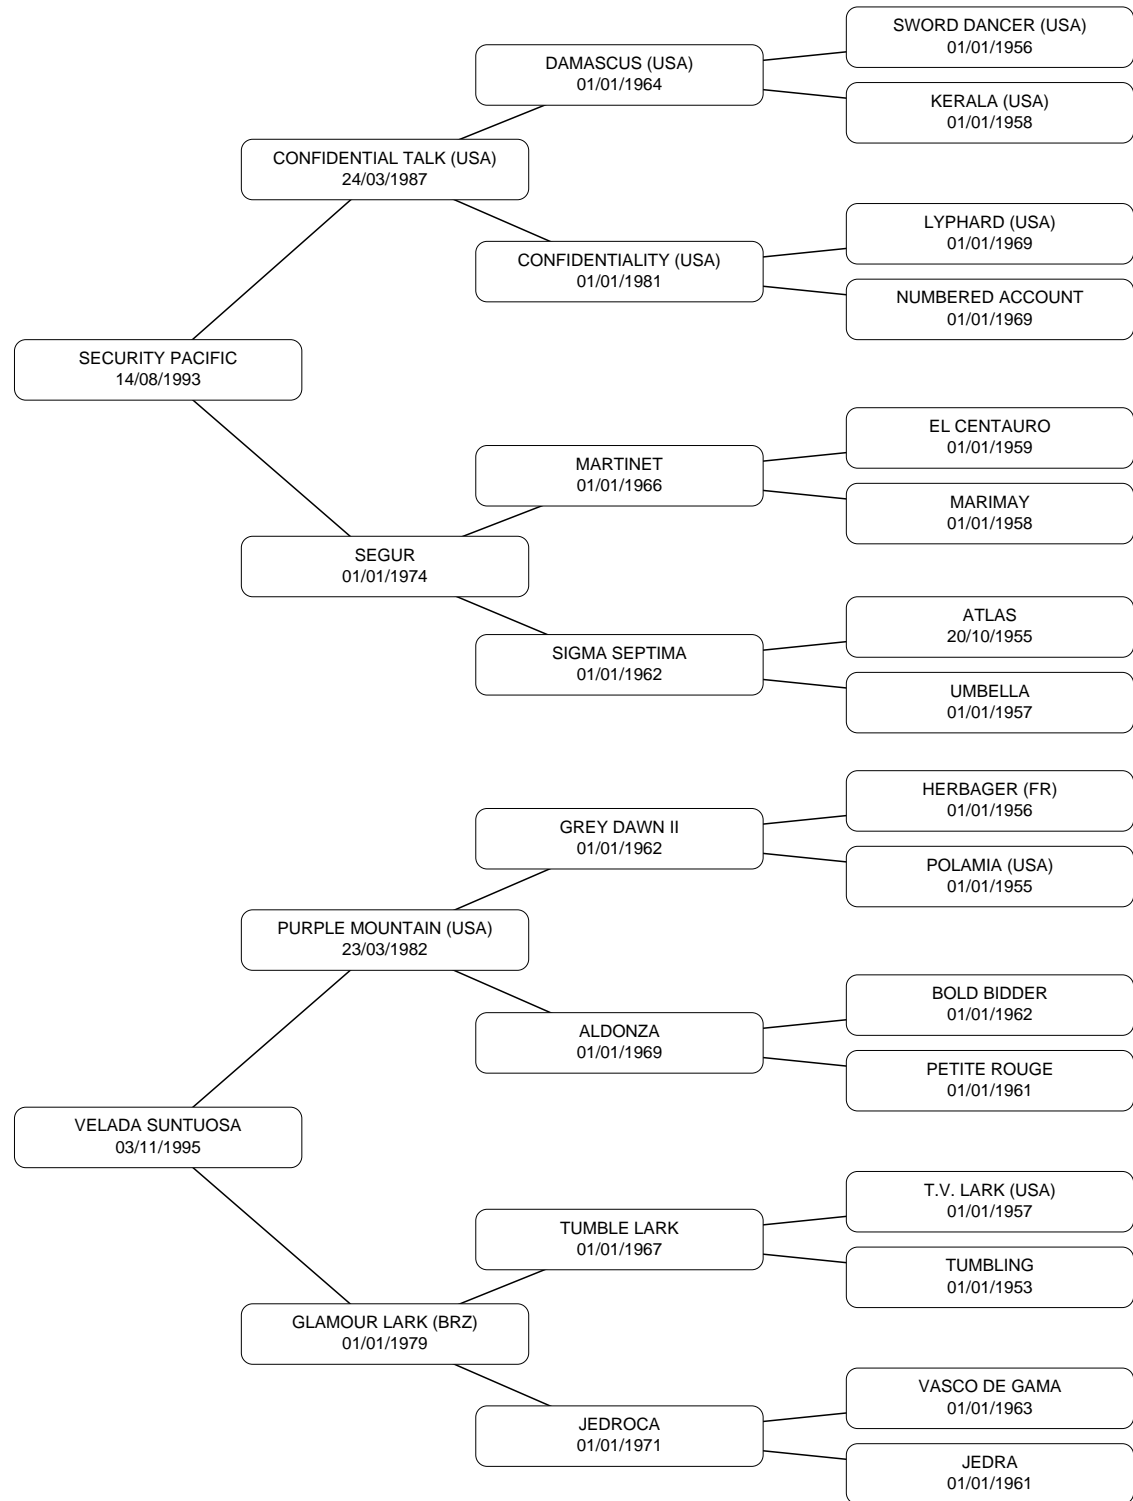 SWORD DANCER (USA)
01/01/1956
DAMASCUS (USA)
01/01/1964
KERALA (USA)
01/01/1958
CONFIDENTIAL TALK (USA)
24/03/1987
LYPHARD (USA)
01/01/1969
CONFIDENTIALITY (USA)
01/01/1981
NUMBERED ACCOUNT
01/01/1969
SECURITY PACIFIC
14/08/1993
EL CENTAURO
01/01/1959
MARTINET
01/01/1966
MARIMAY
01/01/1958
SEGUR
01/01/1974
ATLAS
20/10/1955
SIGMA SEPTIMA
01/01/1962
UMBELLA
01/01/1957
HERBAGER (FR)
01/01/1956
GREY DAWN II
01/01/1962
POLAMIA (USA)
01/01/1955
PURPLE MOUNTAIN (USA)
23/03/1982
BOLD BIDDER
01/01/1962
ALDONZA
01/01/1969
PETITE ROUGE
01/01/1961
VELADA SUNTUOSA
03/11/1995
T.V. LARK (USA)
01/01/1957
TUMBLE LARK
01/01/1967
TUMBLING
01/01/1953
GLAMOUR LARK (BRZ)
01/01/1979
VASCO DE GAMA
01/01/1963
JEDROCA
01/01/1971
JEDRA
01/01/1961